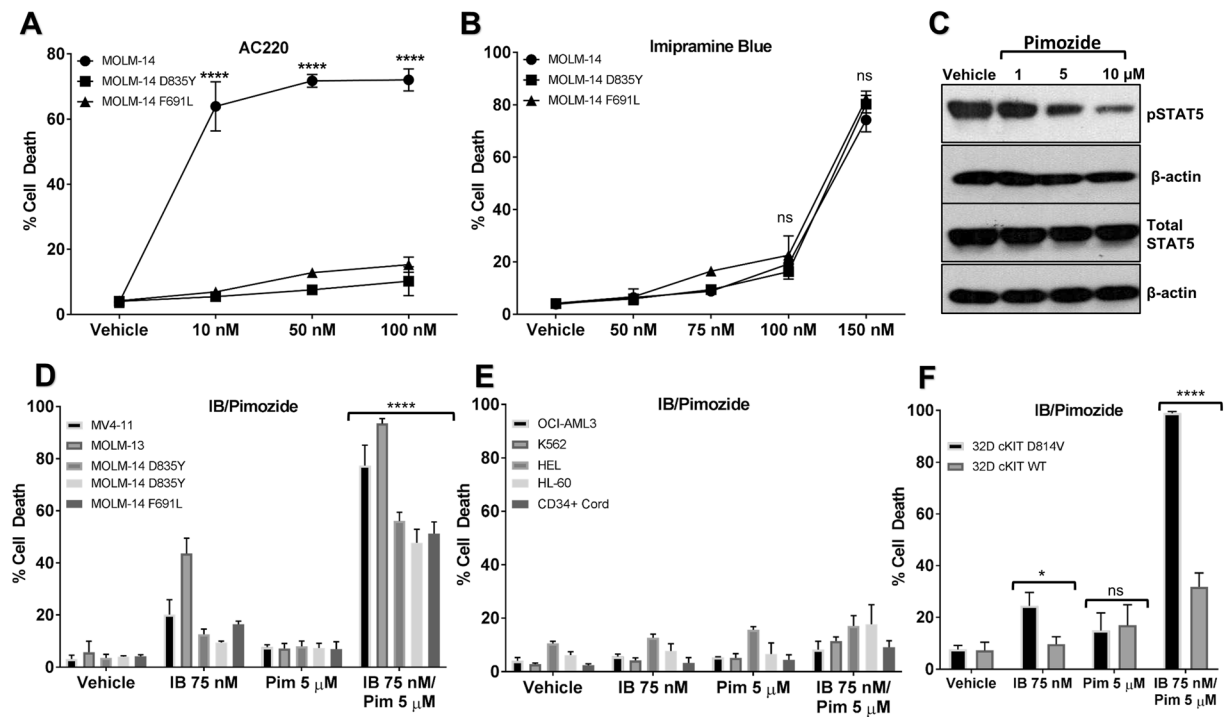 A
AC220
MOLM-14
MOLM-14 D835Y
MOLM-14 F691L
****
****
****
% Cell Death
80
60
40
20
0
Vehicle
10 nM
50 nM
100 nM
B
Imipramine Blue
MOLM-14
MOLM-14 D835Y
MOLM-14 F691L
ns
ns
% Cell Death
100
80
60
40
20
0
Vehicle
50 nM
75 nM
100 nM
150 nM
C
Pimozide
Vehicle 1 5 10 µM
pSTAT5
β-actin
Total
STAT5
β-actin
D
IB/Pimozide
MV4-11
MOLM-13
MOLM-14 D835Y
MOLM-14 D835Y
MOLM-14 F691L
****
% Cell Death
100
80
60
40
20
0
Vehicle
IB 75 nM
Pim 5 µM
IB 75 nM/
Pim 5 µM
E
IB/Pimozide
OCI-AML3
K562
HEL
HL-60
CD34+ Cord
% Cell Death
100
80
60
40
20
0
Vehicle
IB 75 nM
Pim 5 µM
IB 75 nM/
Pim 5 µM
F
IB/Pimozide
32D cKIT D814V
32D cKIT WT
*
ns
****
% Cell Death
100
80
60
40
20
0
Vehicle
IB 75 nM
Pim 5 µM
IB 75 nM/
Pim 5 µM